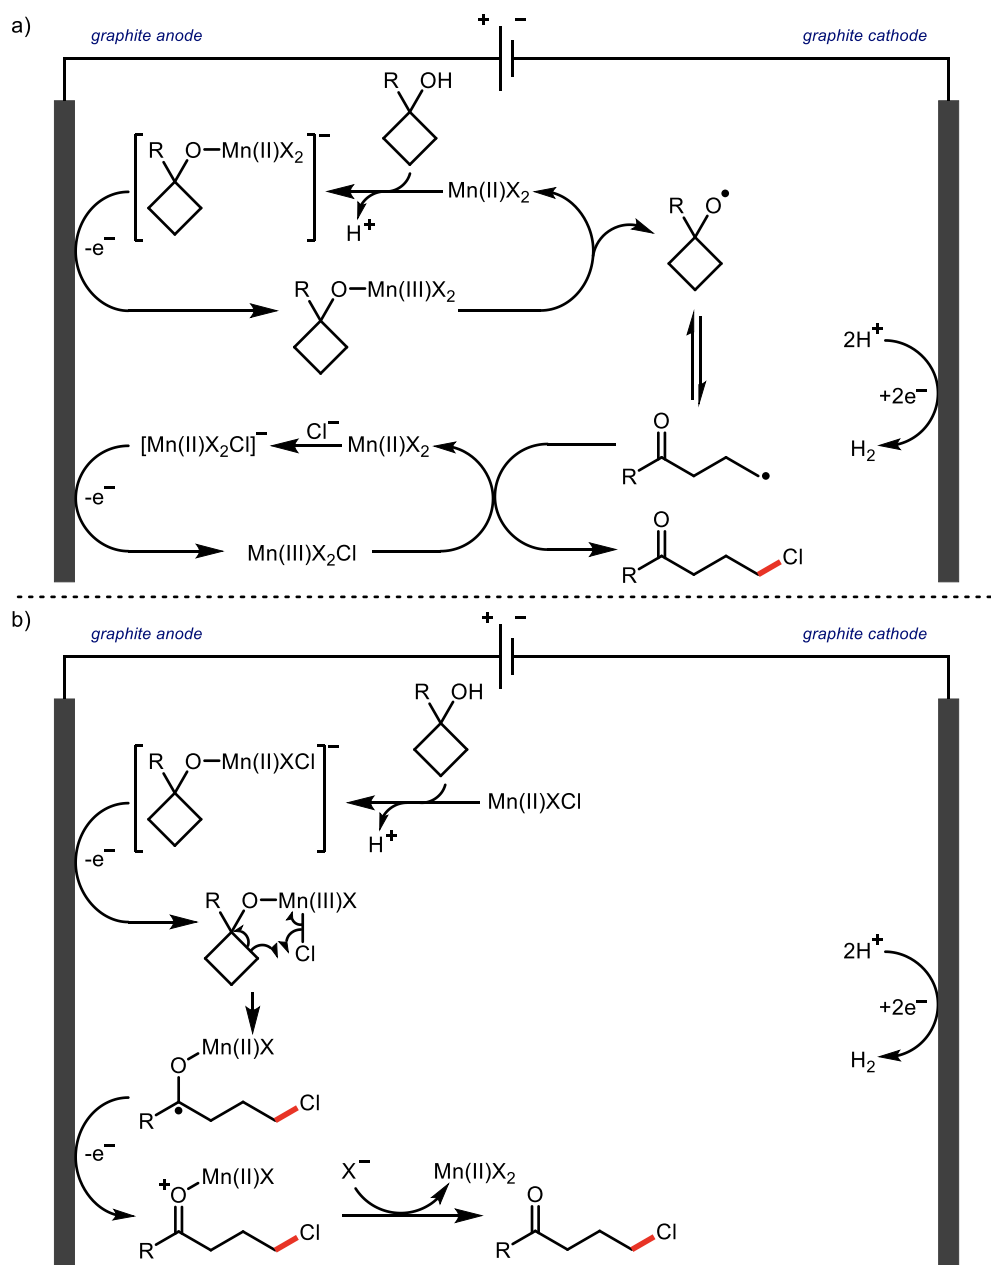 a)
graphite anode
+ −
graphite cathode
R OH
R O—Mn(II)X₂ −
Mn(II)X₂
H⁺
-e⁻
R O•
R O—Mn(III)X₂
2H⁺
+2e⁻
H₂
[Mn(II)X₂Cl]⁻
Cl⁻
Mn(II)X₂
O
R •
-e⁻
Mn(III)X₂Cl
O
R Cl
b)
graphite anode
+ −
graphite cathode
R OH
R O—Mn(II)XCl −
Mn(II)XCl
H⁺
-e⁻
R O—Mn(III)X
Cl
2H⁺
+2e⁻
H₂
Mn(II)X
O
R • Cl
-e⁻
Mn(II)X
+
O
R Cl
X⁻
Mn(II)X₂
O
R Cl